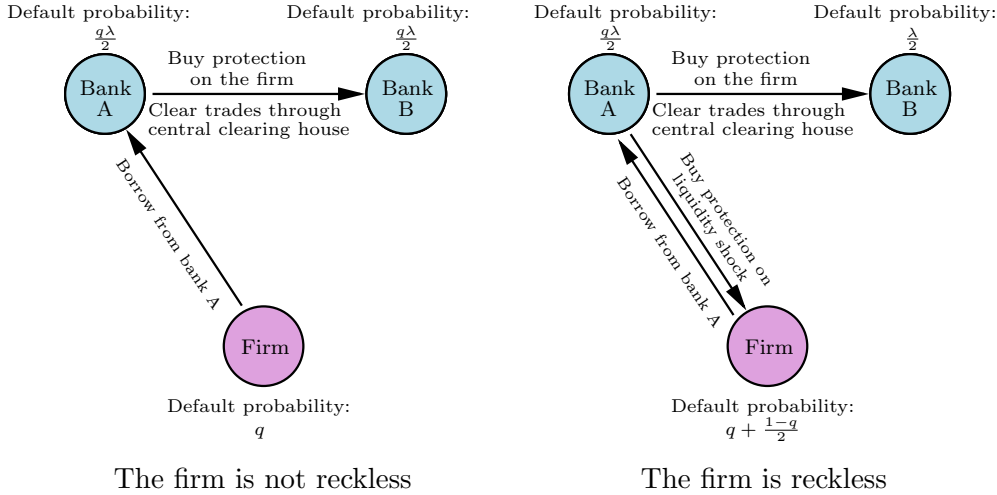 Default probability:
qλ/2
Bank
A
Buy protection
on the firm
Clear trades through
central clearing house
Default probability:
qλ/2
Bank
B
Borrow from bank A
Firm
Default probability:
q
The firm is not reckless
Default probability:
qλ/2
Bank
A
Buy protection
on the firm
Clear trades through
central clearing house
Default probability:
λ/2
Bank
B
Buy protection on
liquidity shock
Borrow from bank A
Firm
Default probability:
q + (1−q)/2
The firm is reckless